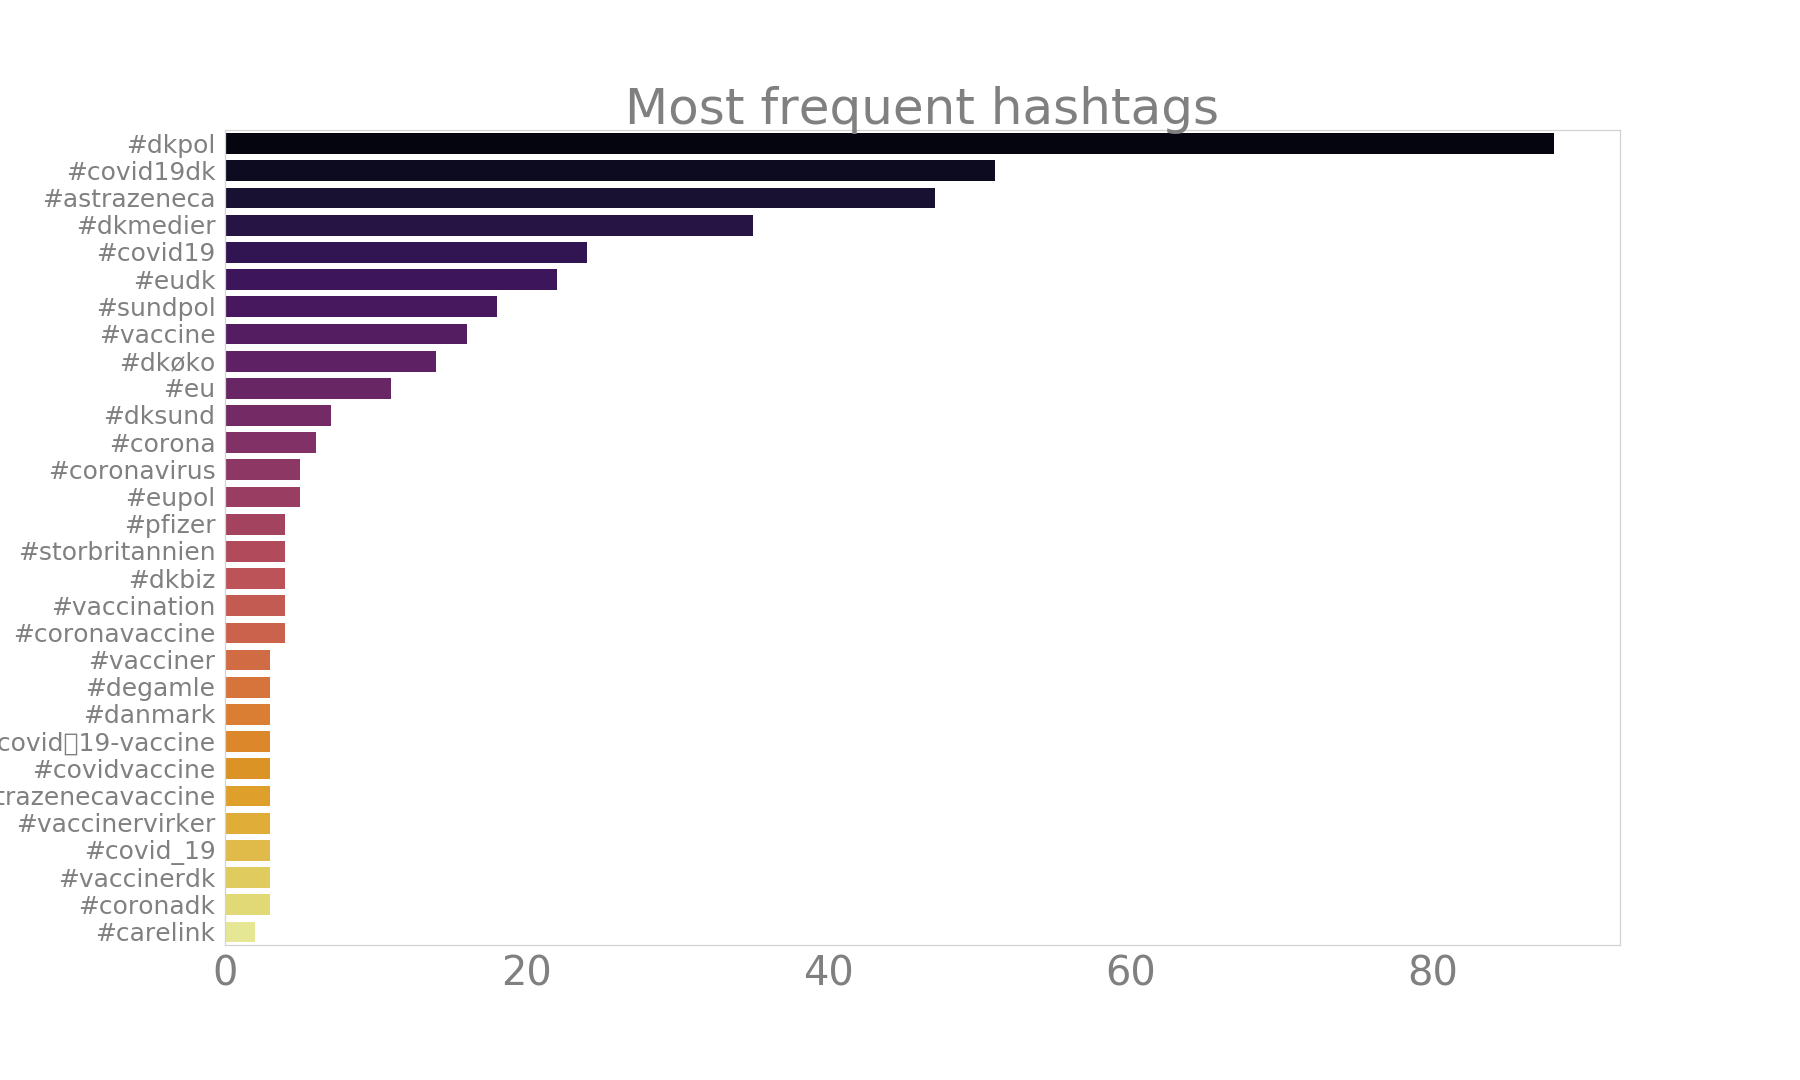 Most frequent hashtags
#dkpol
#covid19dk
#astrazeneca
#dkmedier
#covid19
#eudk
#sundpol
#vaccine
#dkøko
#eu
#dksund
#corona
#coronavirus
#eupol
#pfizer
#storbritannien
#dkbiz
#vaccination
#coronavaccine
#vacciner
#degamle
#danmark
covid▯19-vaccine
#covidvaccine
trazenecavaccine
#vaccinervirker
#covid_19
#vaccinerdk
#coronadk
#carelink
0 20 40 60 80